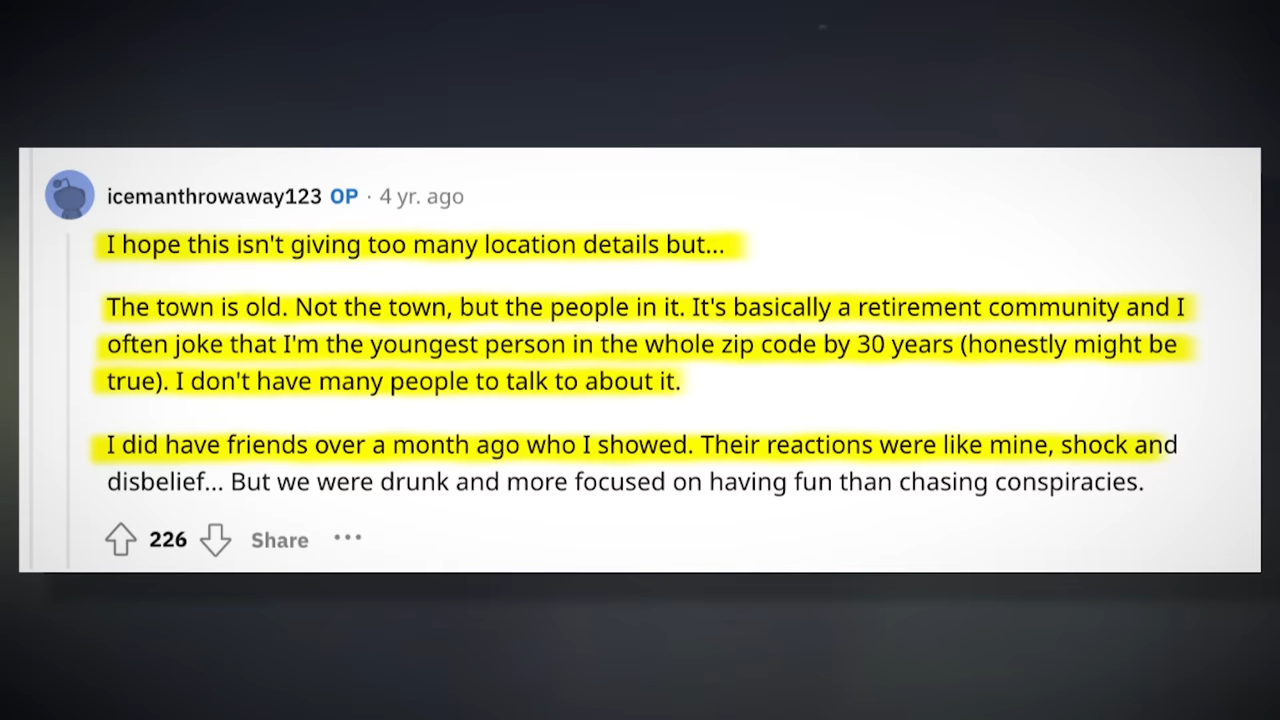 icemanthrowaway123 OP · 4 yr. ago
I hope this isn't giving too many location details but...
The town is old. Not the town, but the people in it. It's basically a retirement community and I
often joke that I'm the youngest person in the whole zip code by 30 years (honestly might be
true). I don't have many people to talk to about it.
I did have friends over a month ago who I showed. Their reactions were like mine, shock and
disbelief... But we were drunk and more focused on having fun than chasing conspiracies.
226 Share ···